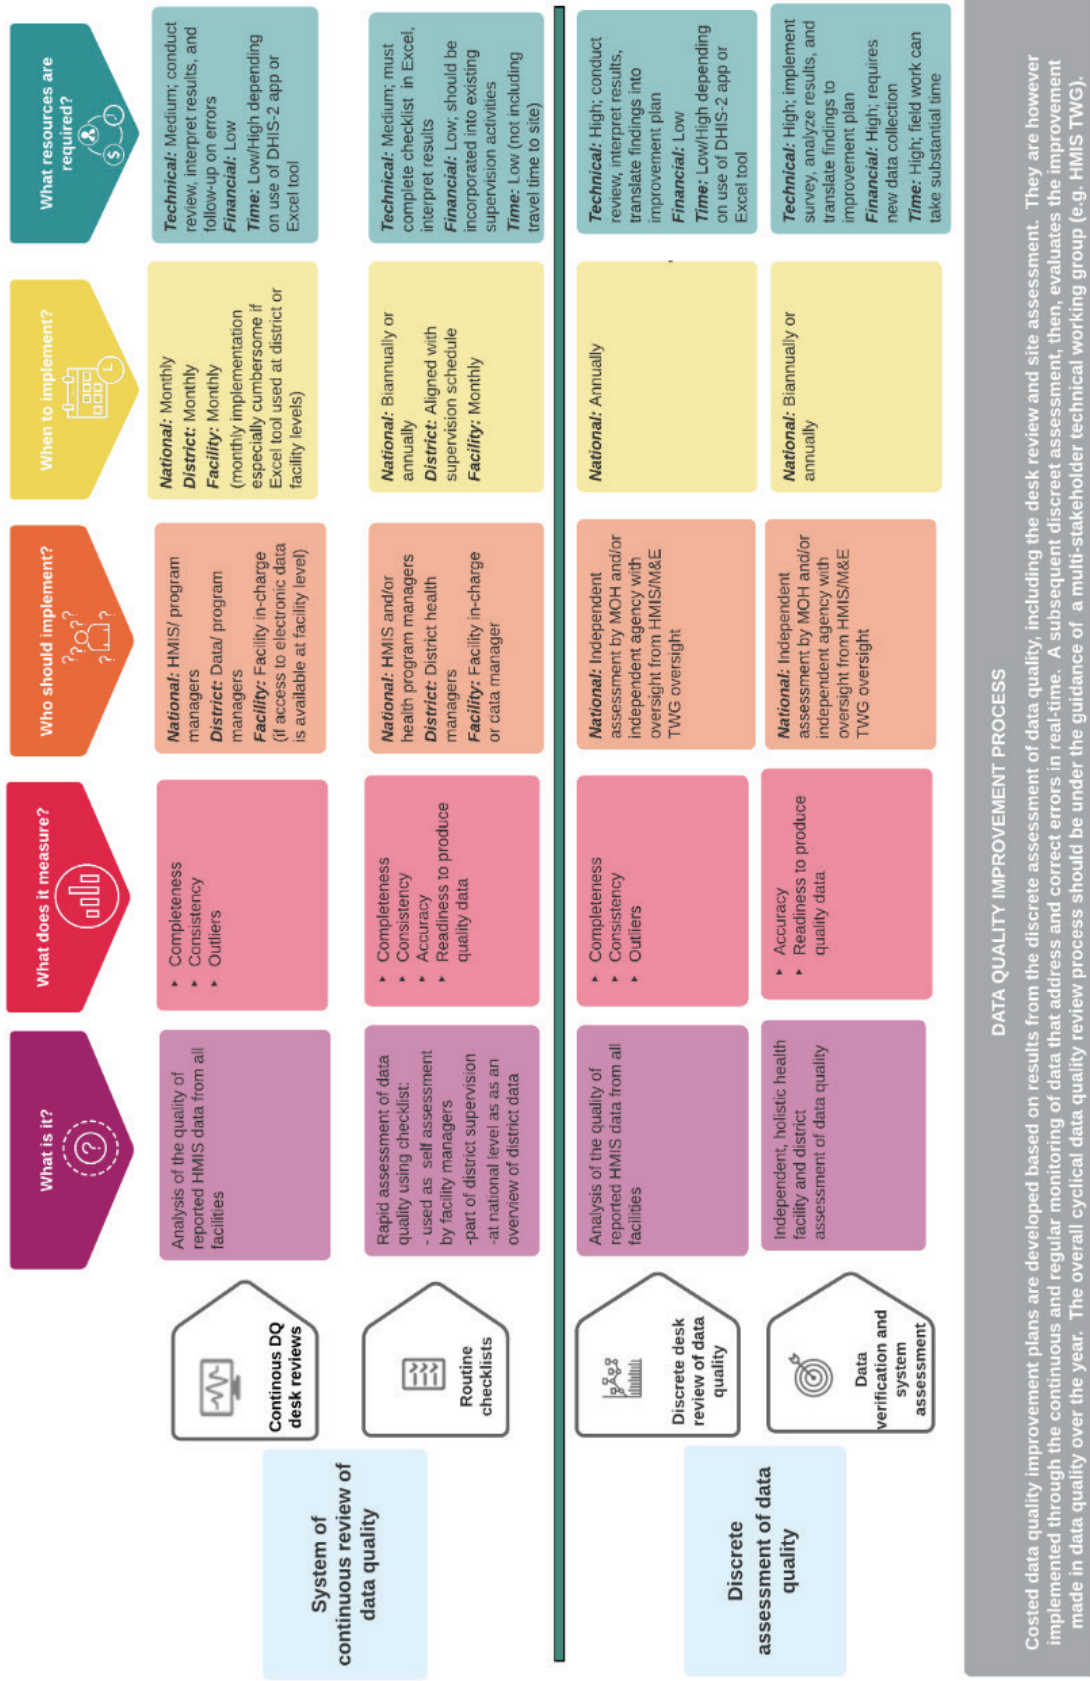 What is it?
What does it measure?
Who should implement?
When to implement?
What resources are
required?
System of
continuous review of
data quality
Continous DQ
desk reviews
Analysis of the quality of
reported HMIS data from all
facilities
▸ Completeness
▸ Consistency
▸ Outliers
National: HMIS/ program
managers
District: Data/ program
managers
Facility: Facility in-charge
(if access to electronic data
is available at facility level)
National: Monthly
District: Monthly
Facility: Monthly
(monthly implementation
especially cumbersome if
Excel tool used at district or
facility levels)
Technical: Medium; conduct
review, interpret results, and
follow-up on errors
Financial: Low
Time: Low/High depending
on use of DHIS-2 app or
Excel tool
Routine
checklists
Rapid assessment of data
quality using checklist:
- used as self assessment
by facility managers
-part of district supervision
-at national level as as an
overview of district data
▸ Completeness
▸ Consistency
▸ Accuracy
▸ Readiness to produce
quality data
National: HMIS and/or
health program managers
District: District health
managers
Facility: Facility in-charge
or cata manager
National: Biannually or
annually
District: Aligned with
supervision schedule
Facility: Monthly
Technical: Medium; must
complete checklist in Excel,
interpret results
Financial: Low; should be
incorporated into existing
supervision activities
Time: Low (not including
travel time to site)
Discrete
assessment of data
quality
Discrete desk
review of data
quality
Analysis of the quality of
reported HMIS data from all
facilities
▸ Completeness
▸ Consistency
▸ Outliers
National: Independent
assessment by MOH and/or
independent agency with
oversight from HMIS/M&E
TWG oversight
National: Annually
Technical: High; conduct
review, interpret results,
translate findings into
improvement plan
Financial: Low
Time: Low/High depending
on use of DHIS-2 app or
Excel tool
Data
verification and
system
assessment
Independent, holistic health
facility and district
assessment of data quality
▸ Accuracy
▸ Readiness to produce
quality data
National: Independent
assessment by MOH and/or
independent agency with
oversight from HMIS/M&E
TWG oversight
National: Biannually or
annually
Technical: High; implement
survey, analyze results, and
translate findings to
improvement plan
Financial: High; requires
new data collection
Time: High; field work can
take substantial time
DATA QUALITY IMPROVEMENT PROCESS
Costed data quality improvement plans are developed based on results from the discrete assessment of data quality, including the desk review and site assessment. They are however
implemented through the continuous and regular monitoring of data that address and correct errors in real-time. A subsequent discreet assessment, then, evaluates the improvement
made in data quality over the year. The overall cyclical data quality review process should be under the guidance of a multi-stakeholder technical working group (e.g. HMIS TWG).